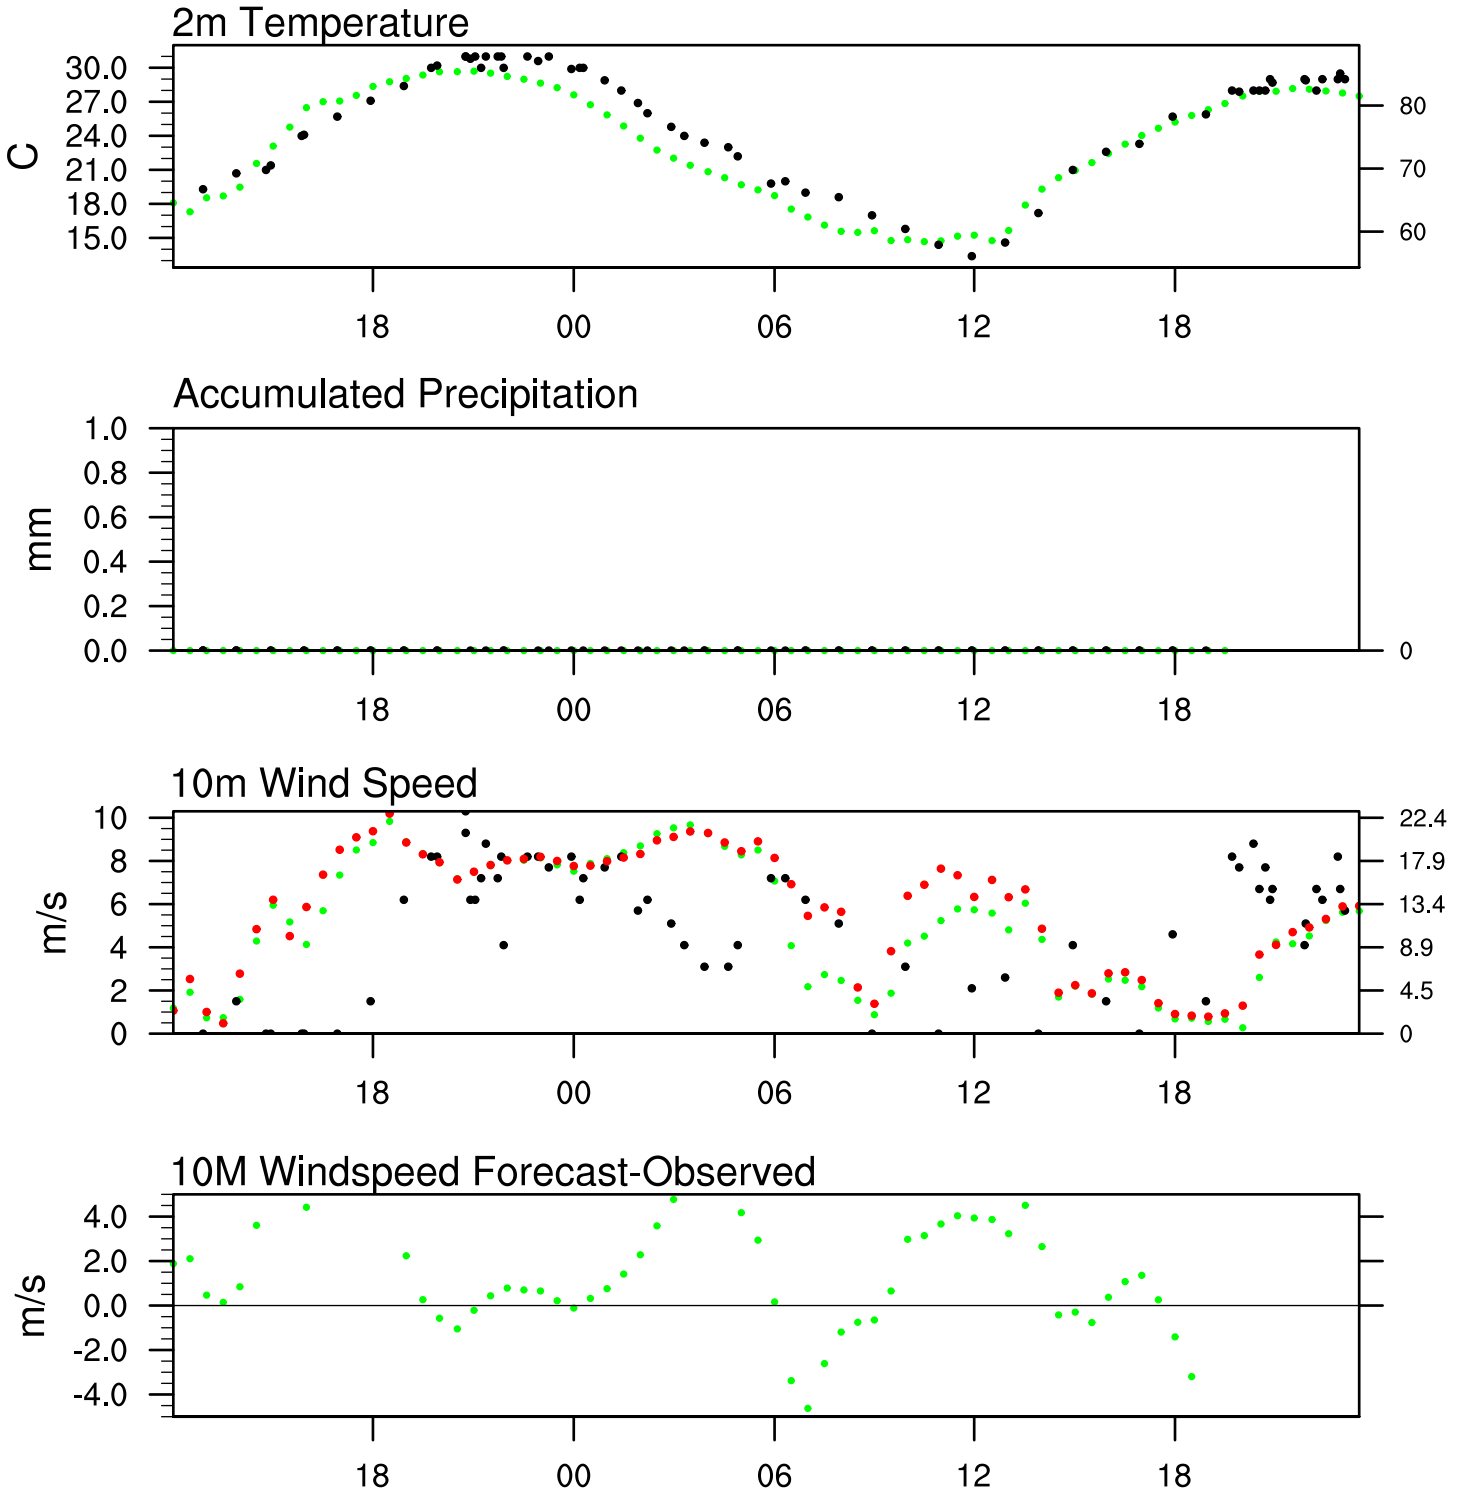 2m Temperature
30.0
27.0
80
24.0
C
21.0
70
18.0
15.0
60
18 00 06 12 18
Accumulated Precipitation
1.0
0.8
0.6
mm
0.4
0.2
0.0
0
18 00 06 12 18
10m Wind Speed
10 22.4
8 17.9
6 13.4
m/s
4 8.9
2 4.5
0 0
18 00 06 12 18
10M Windspeed Forecast-Observed
4.0
2.0
0.0
m/s
-2.0
-4.0
18 00 06 12 18